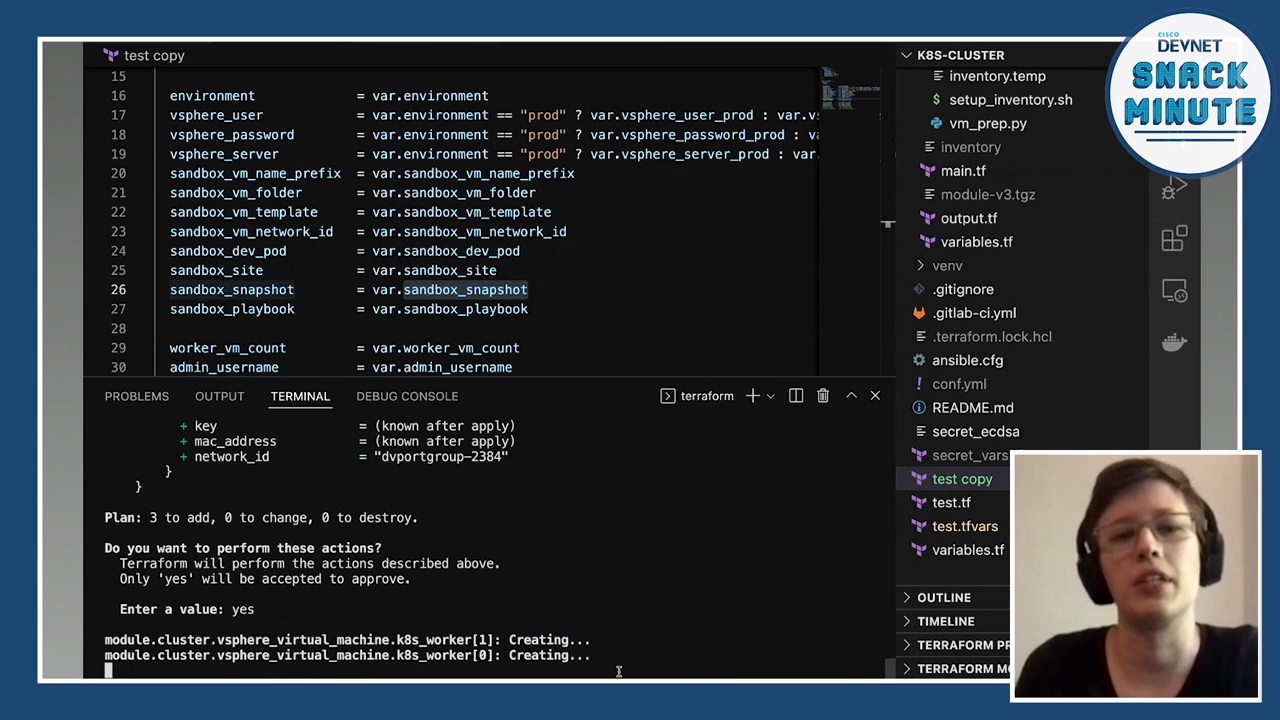 CISCO
DEVNET
SNACK
MINUTE
test copy
15
16 environment = var.environment
17 vsphere_user = var.environment == "prod" ? var.vsphere_user_prod : var.vs
18 vsphere_password = var.environment == "prod" ? var.vsphere_password_prod : va
19 vsphere_server = var.environment == "prod" ? var.vsphere_server_prod : var.
20 sandbox_vm_name_prefix = var.sandbox_vm_name_prefix
21 sandbox_vm_folder = var.sandbox_vm_folder
22 sandbox_vm_template = var.sandbox_vm_template
23 sandbox_vm_network_id = var.sandbox_vm_network_id
24 sandbox_dev_pod = var.sandbox_dev_pod
25 sandbox_site = var.sandbox_site
26 sandbox_snapshot = var.sandbox_snapshot
27 sandbox_playbook = var.sandbox_playbook
28
29 worker_vm_count = var.worker_vm_count
30 admin_username = var.admin_username
PROBLEMS OUTPUT TERMINAL DEBUG CONSOLE terraform
+ key = (known after apply)
+ mac_address = (known after apply)
+ network_id = "dvportgroup-2384"
}
}
Plan: 3 to add, 0 to change, 0 to destroy.
Do you want to perform these actions?
Terraform will perform the actions described above.
Only 'yes' will be accepted to approve.
Enter a value: yes
module.cluster.vsphere_virtual_machine.k8s_worker[1]: Creating...
module.cluster.vsphere_virtual_machine.k8s_worker[0]: Creating...
K8S-CLUSTER
inventory.temp
$ setup_inventory.sh
vm_prep.py
inventory
main.tf
module-v3.tgz
output.tf
variables.tf
venv
.gitignore
.gitlab-ci.yml
.terraform.lock.hcl
ansible.cfg
! conf.yml
README.md
secret_ecdsa
secret_vars
test copy
test.tf
test.tfvars
variables.tf
OUTLINE
TIMELINE
TERRAFORM PR
TERRAFORM MO